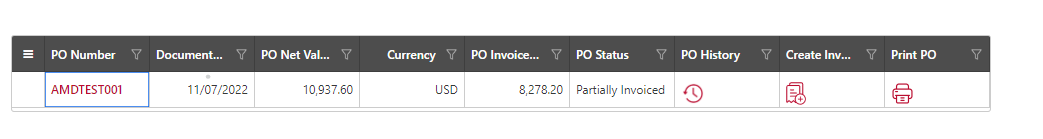 PO Number Document... PO Net Val... Currency PO Invoice... PO Status PO History Create Inv... Print PO
AMDTEST001 11/07/2022 10,937.60 USD 8,278.20 Partially Invoiced